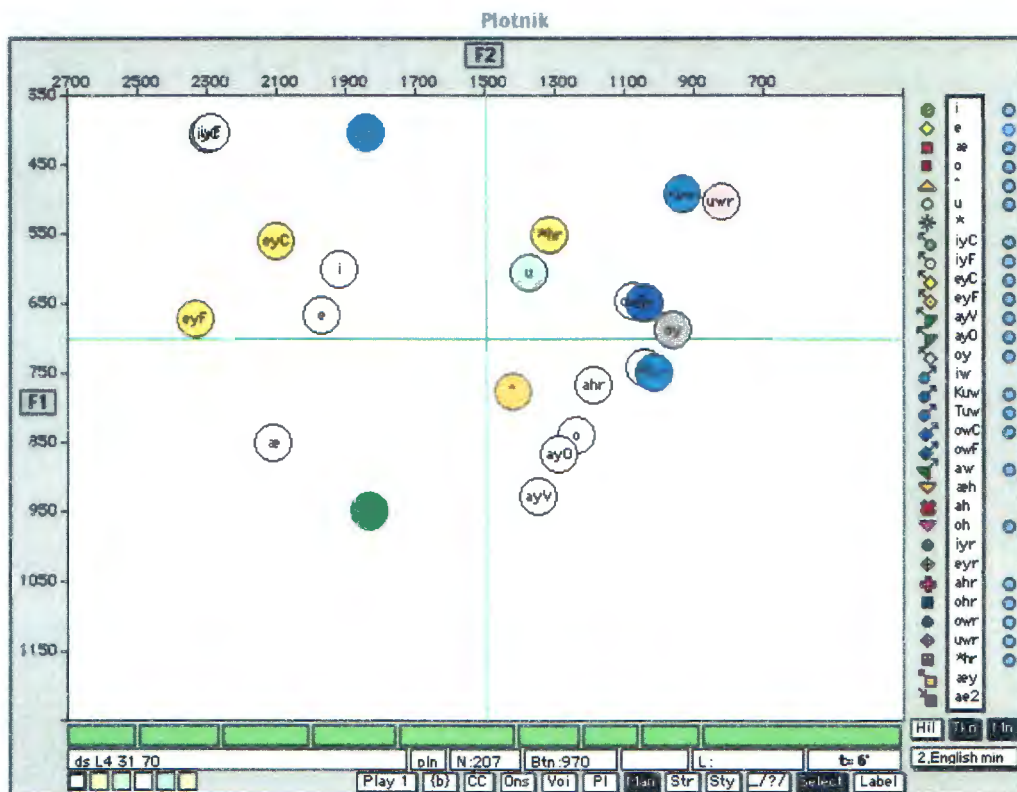 Plotnik
F2
2700 2500 2300 2100 1900 1700 1500 1300 1100 900 700
350
450
550
650
750
850
950
1050
1150
F1
iyF
uwr
eyC
*hr
i
u
e
eyF
oy
ahr
^
o
æ
ayO
ayV
i
e
æ
o
^
u
*
iyC
iyF
eyC
eyF
ayV
ayO
oy
iw
Kuw
Tuw
owC
owF
aw
æh
ah
oh
iyr
eyr
ahr
ohr
owr
uwr
*hr
æy
ae2
Hil
ds L4 31 70 pln N:207 Btn:970 L: t= 6' 2,English min
Play 1 {b} CC Ons Voi Pl Man Str Sty _/?/ Select Label